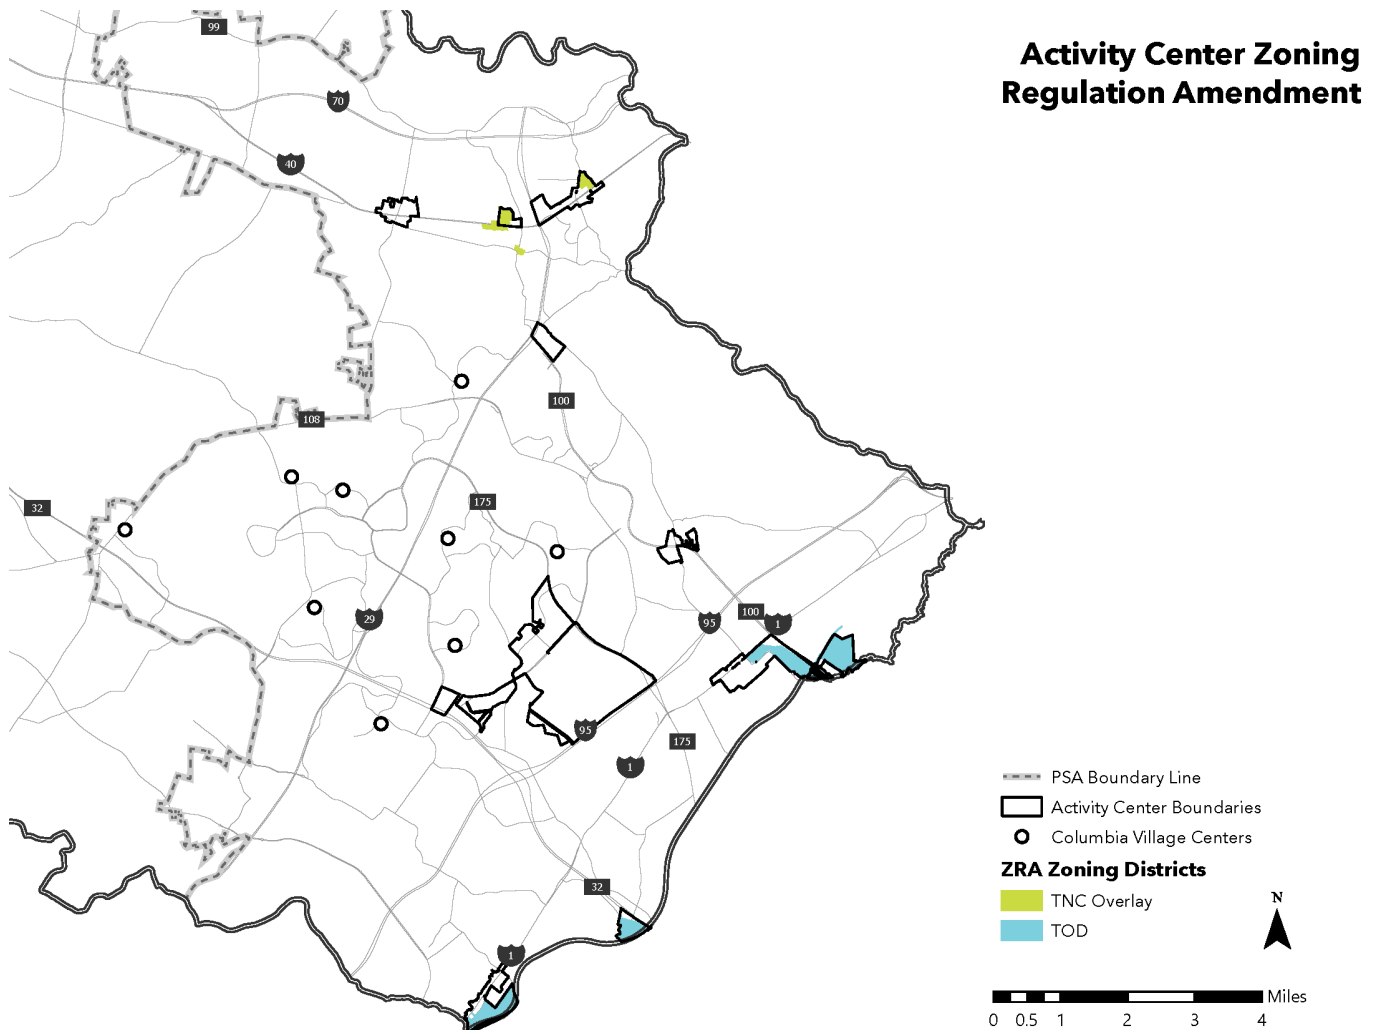 Activity Center Zoning
Regulation Amendment
99
70
40
100
108
175
32
29
95
100
1
95
175
1
32
1
PSA Boundary Line
Activity Center Boundaries
Columbia Village Centers
ZRA Zoning Districts
TNC Overlay
TOD
N
Miles
0 0.5 1 2 3 4